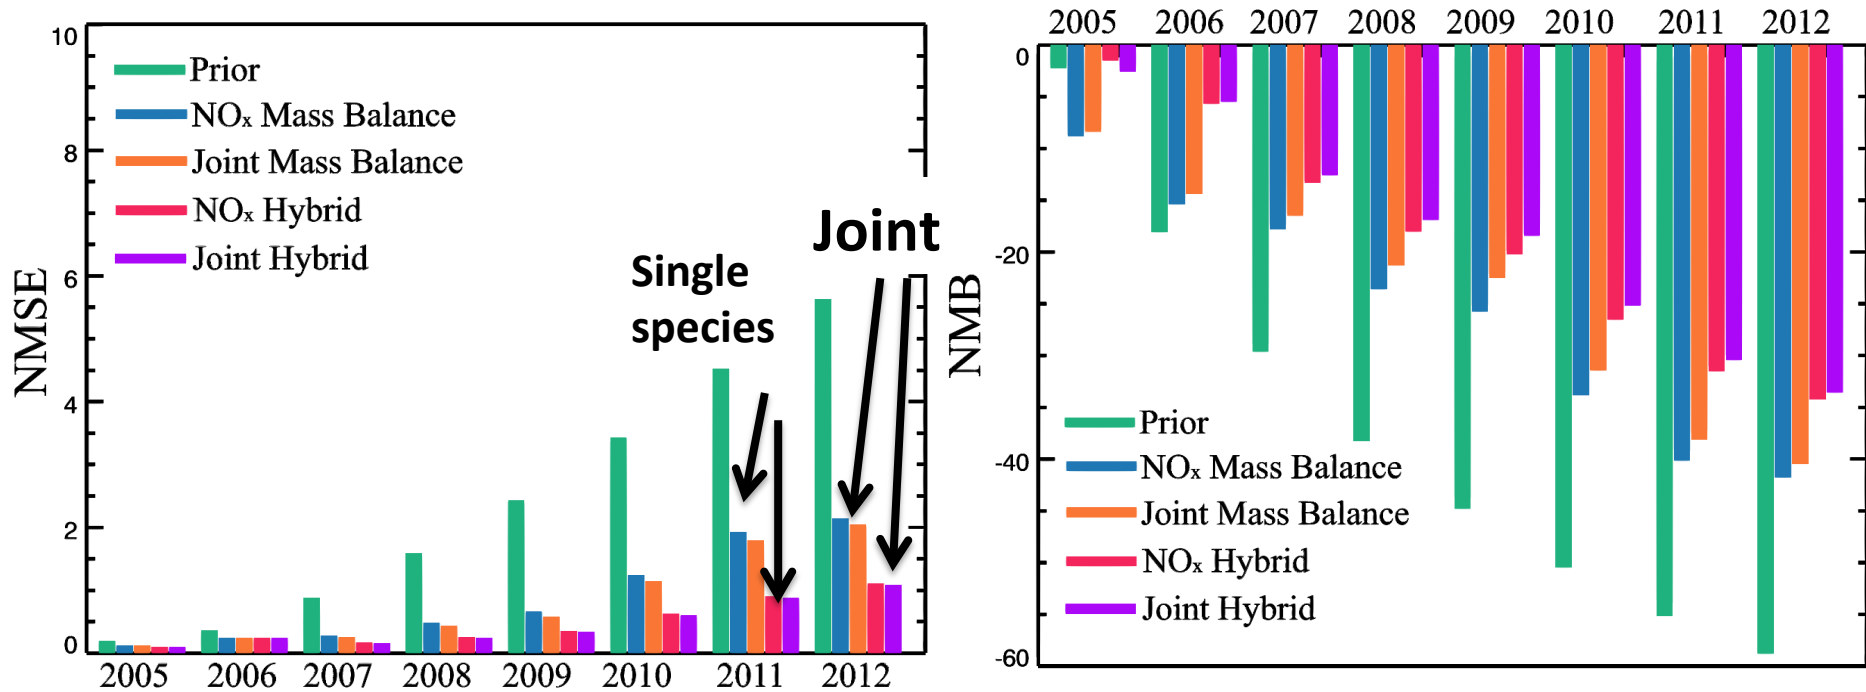 10
8
6
4
2
0
NMSE
Prior
NOx Mass Balance
Joint Mass Balance
NOx Hybrid
Joint Hybrid
Single
species
Joint
2005 2006 2007 2008 2009 2010 2011 2012
2005 2006 2007 2008 2009 2010 2011 2012
0
-20
-40
-60
NMB
Prior
NOx Mass Balance
Joint Mass Balance
NOx Hybrid
Joint Hybrid